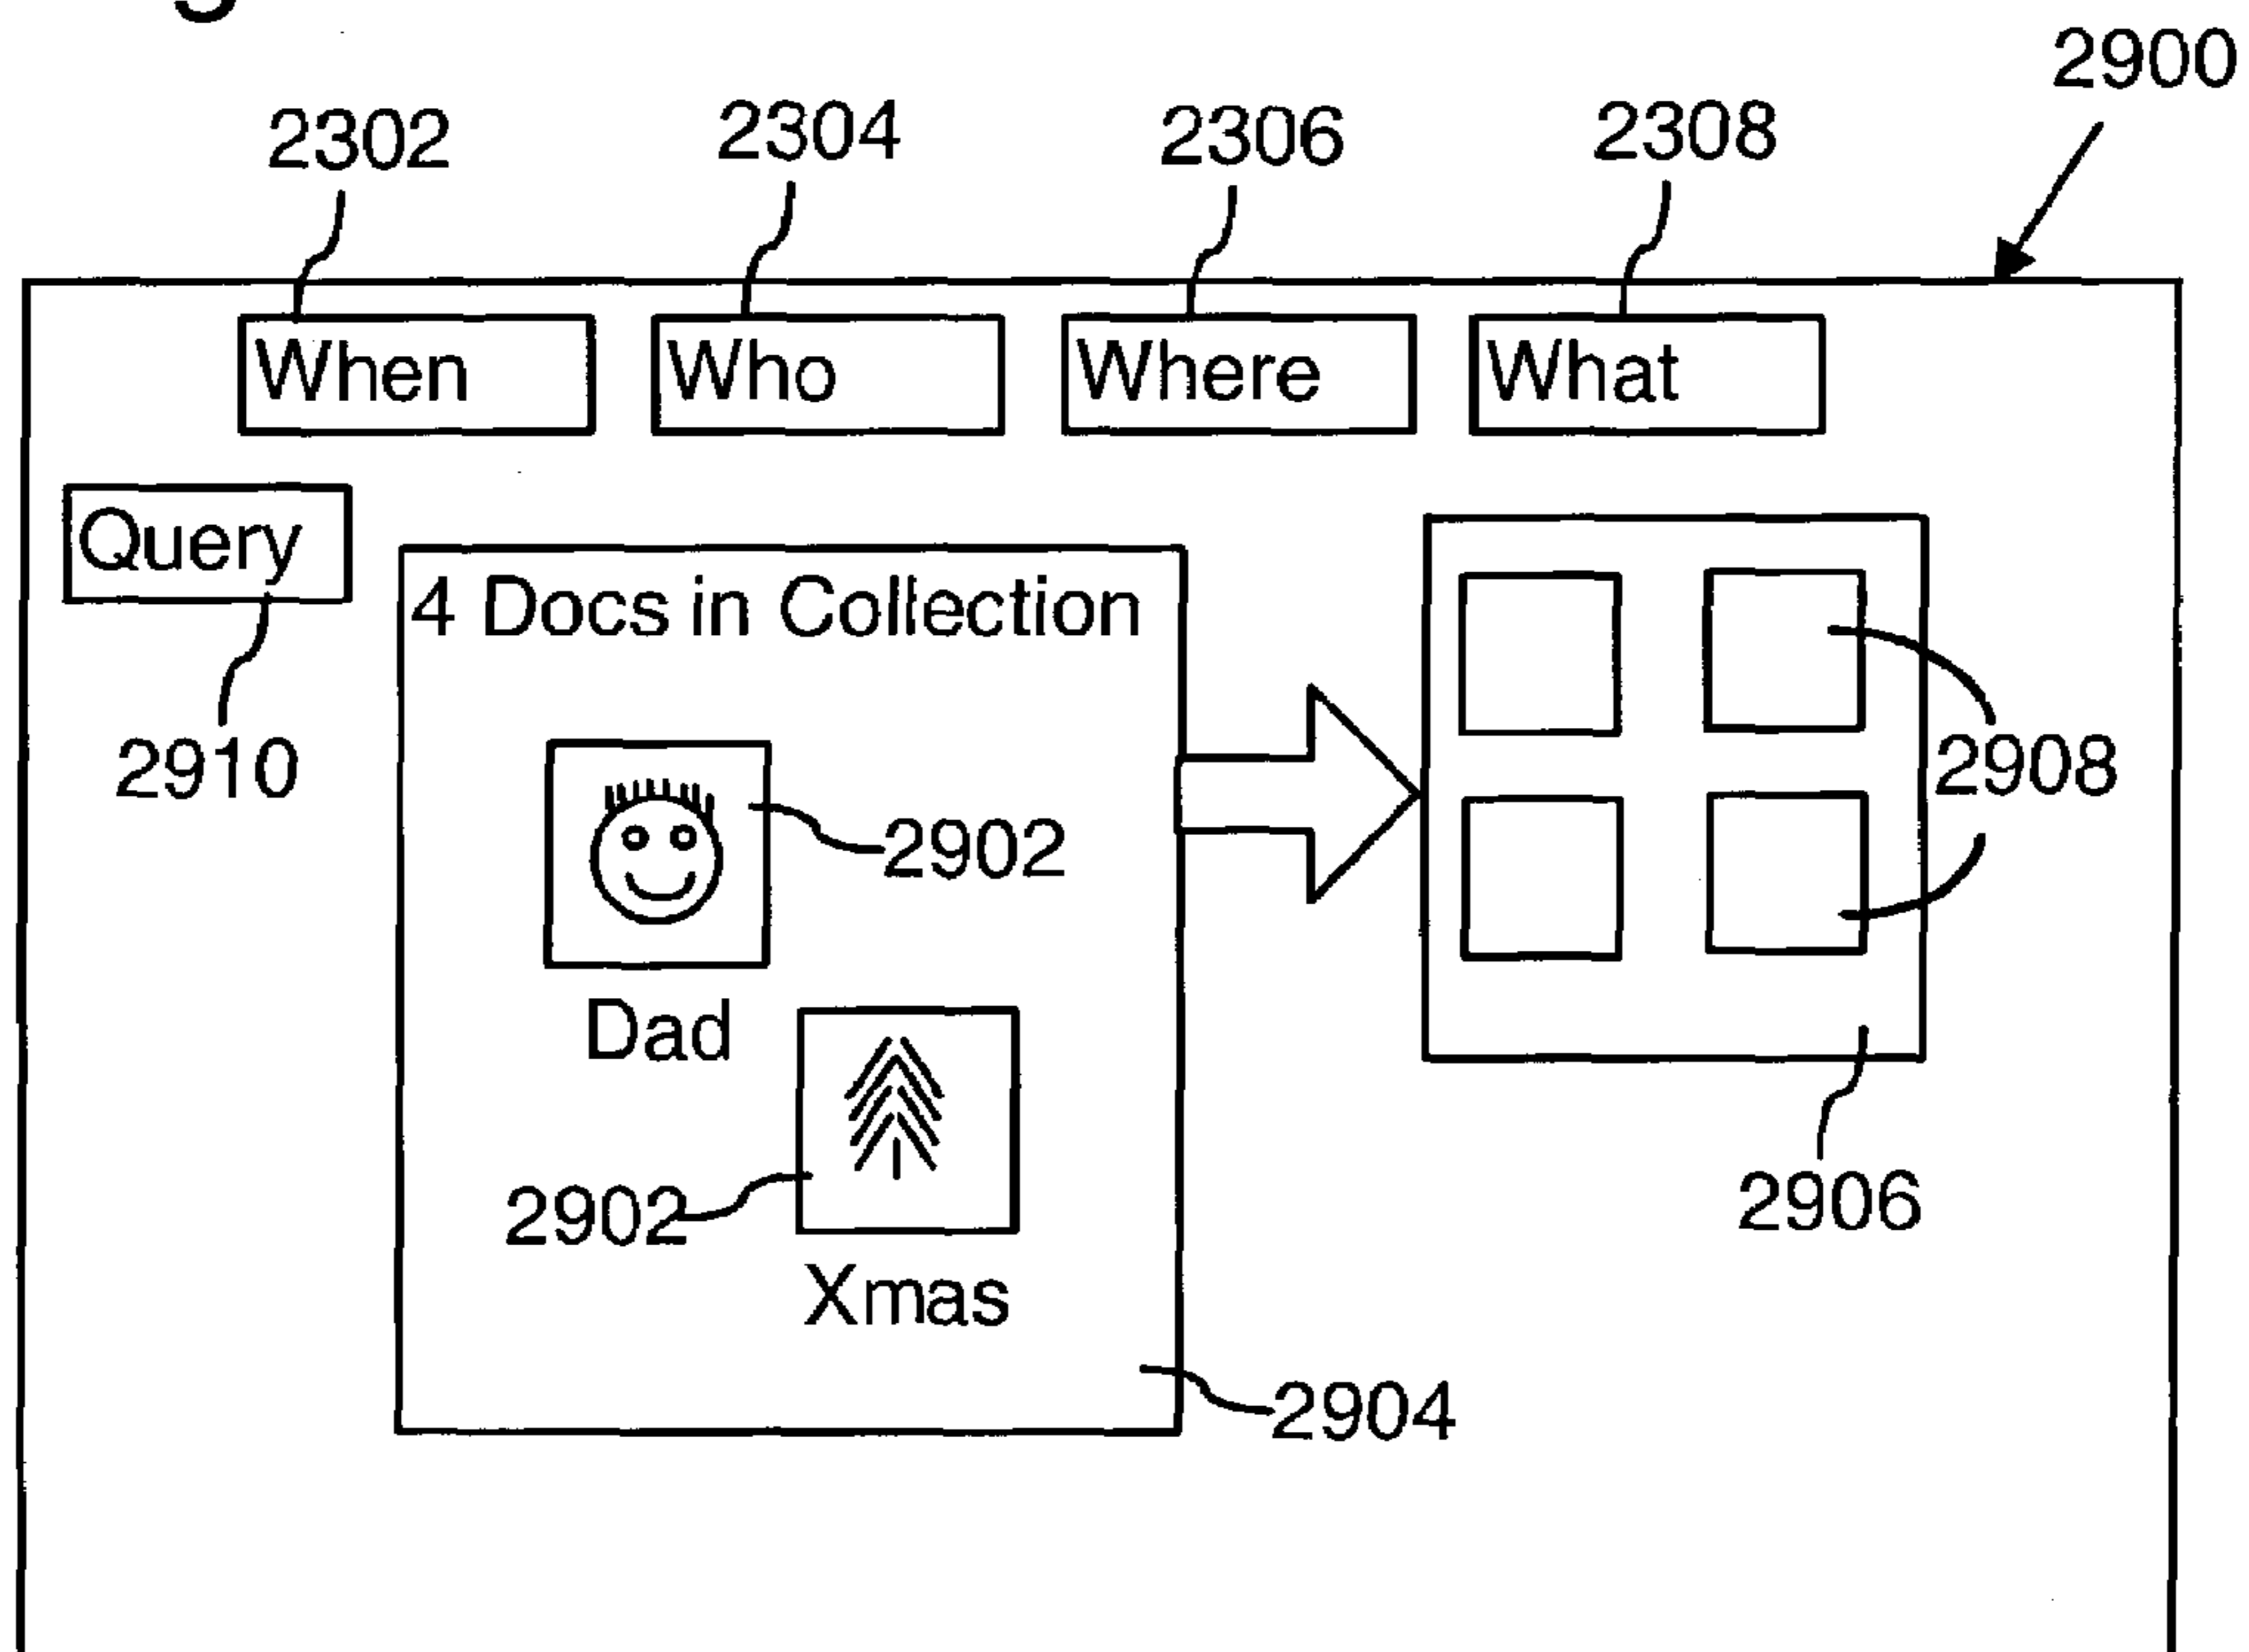 2900
2302 2304 2306 2308
When Who Where What
Query
4 Docs in Collection
2910
2908
2902
Dad
2902
2906
Xmas
2904